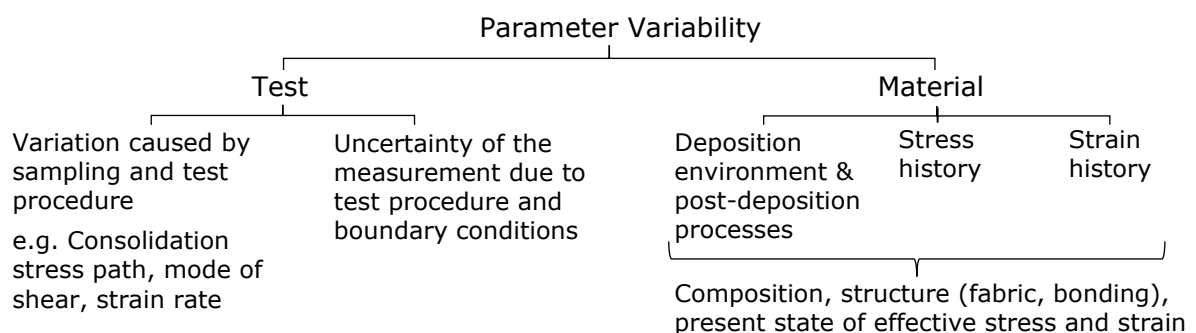 Parameter Variability
Test
Material
Variation caused by
sampling and test
procedure
e.g. Consolidation
stress path, mode of
shear, strain rate
Uncertainty of the
measurement due to
test procedure and
boundary conditions
Deposition
environment &
post-deposition
processes
Stress
history
Strain
history
Composition, structure (fabric, bonding),
present state of effective stress and strain